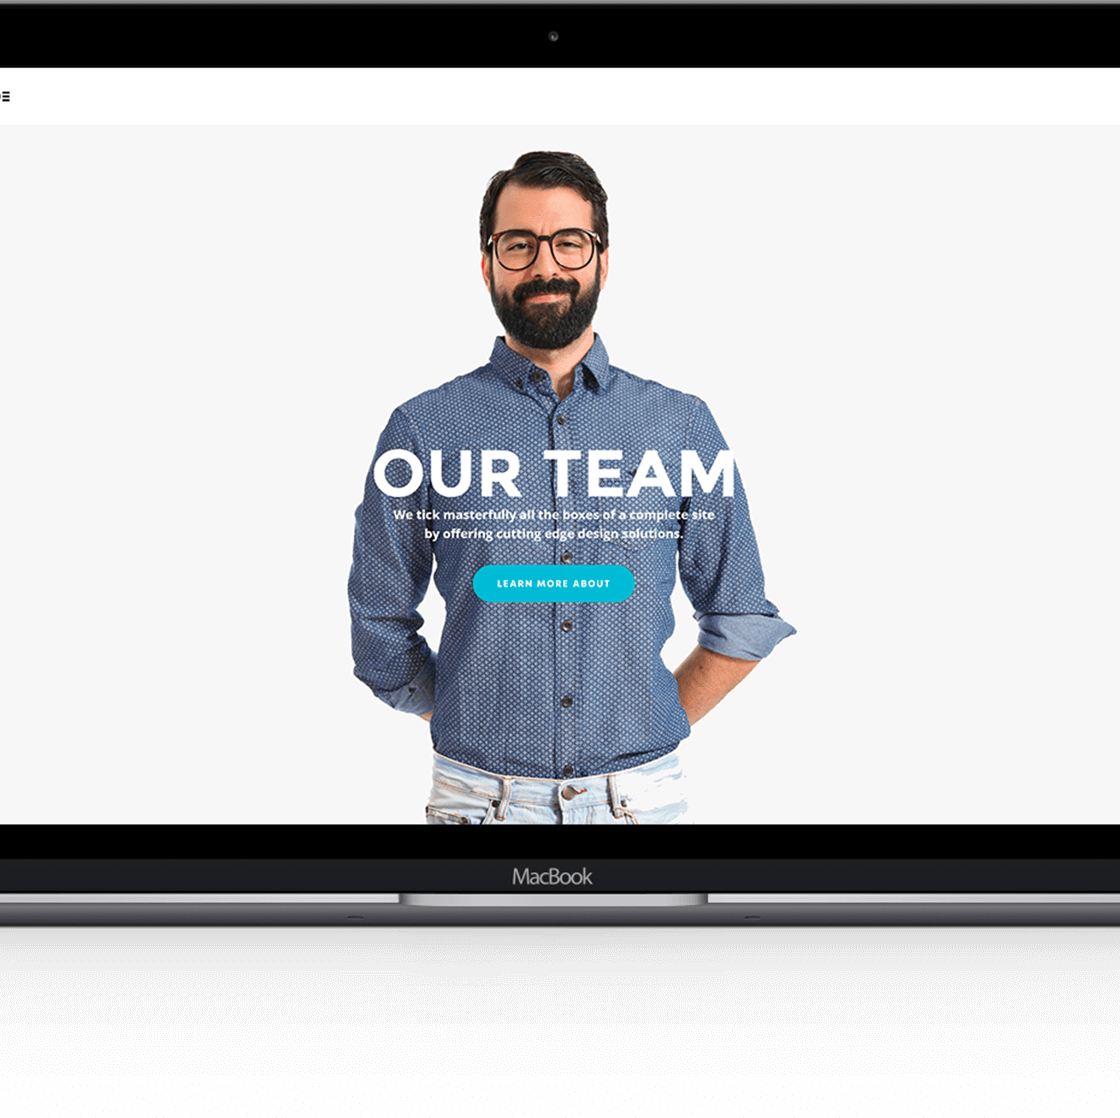 OUR TEAM
We tick masterfully all the boxes of a complete site
by offering cutting edge design solutions.
LEARN MORE ABOUT
MacBook